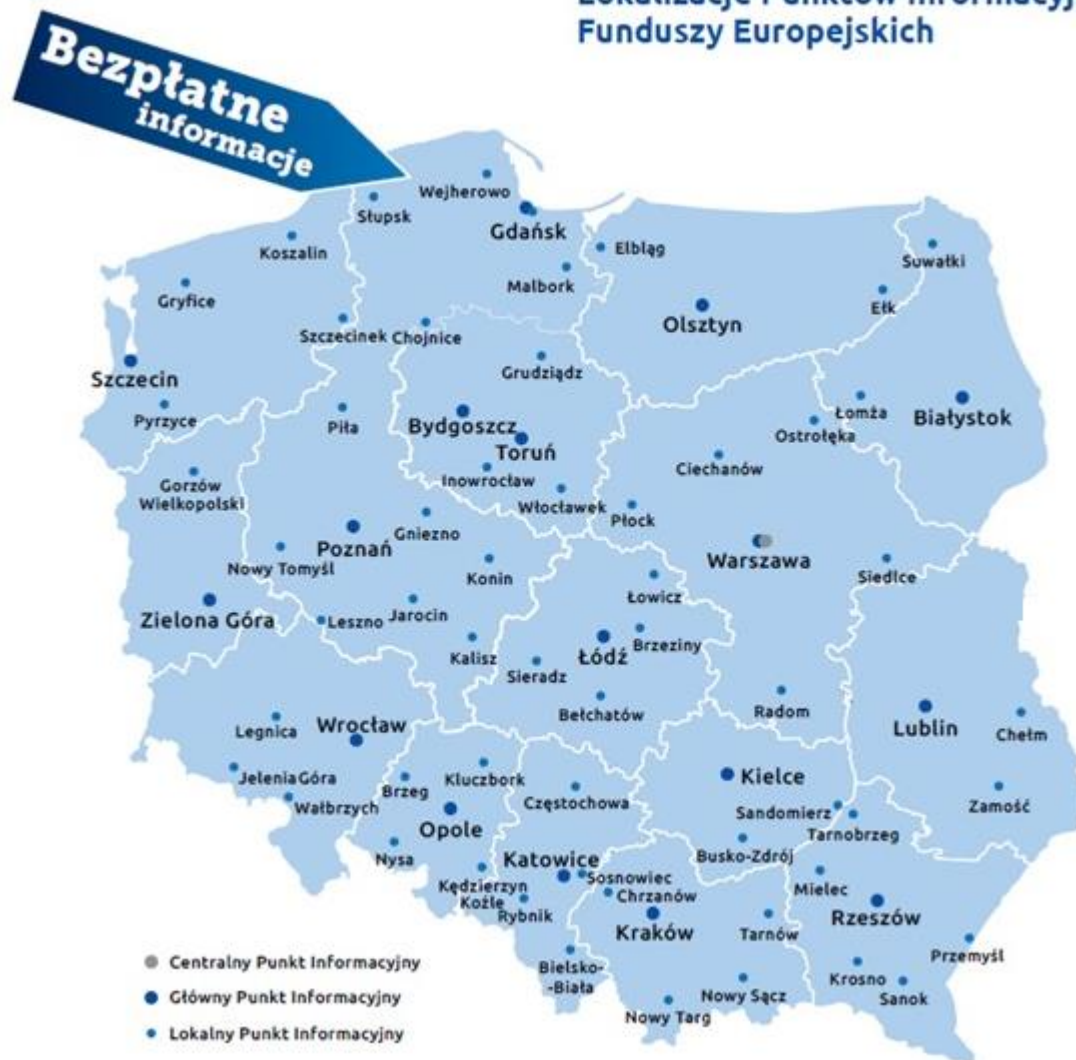 Lokalizacje Punktów Informacyj
Funduszy Europejskich
Bezpłatne
informacje
Wejherowo
Słupsk
Gdańsk
Koszalin
Elbląg
Suwałki
Malbork
Gryfice
Ełk
Szczecinek
Chojnice
Olsztyn
Grudziądz
Szczecin
Pyrzyce
Piła
Bydgoszcz
Toruń
Łomża
Ostrołęka
Białystok
Ciechanów
Inowrocław
Gorzów
Wielkopolski
Włocławek
Płock
Gniezno
Poznań
Nowy Tomyśl
Konin
Warszawa
Siedlce
Łowicz
Zielona Góra
Leszno
Jarocin
Brzeziny
Łódź
Kalisz
Sieradz
Bełchatów
Radom
Legnica
Wrocław
Lublin
Chełm
Jelenia Góra
Kluczbork
Brzeg
Kielce
Wałbrzych
Częstochowa
Sandomierz
Zamość
Opole
Tarnobrzeg
Nysa
Busko-Zdrój
Katowice
Sosnowiec
Kędzierzyn
Koźle
Chrzanów
Mielec
Rybnik
Rzeszów
Kraków
Tarnów
Przemyśl
Bielsko-
-Biała
Krosno
Nowy Sącz
Sanok
Nowy Targ
Centralny Punkt Informacyjny
Główny Punkt Informacyjny
Lokalny Punkt Informacyjny